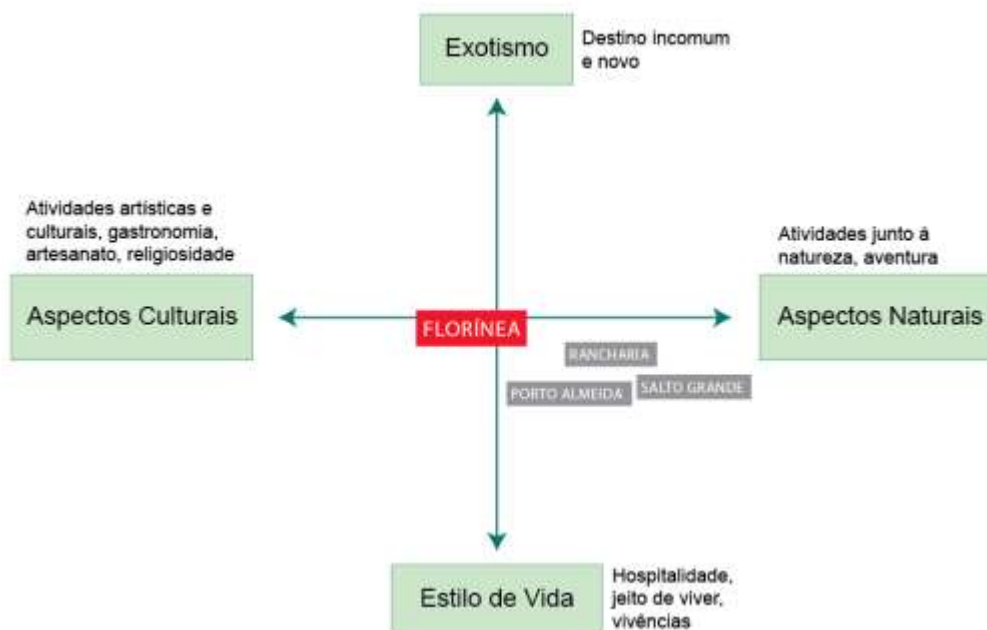 Exotismo
Destino incomum
e novo
Atividades artísticas e
culturais, gastronomia,
artesanato, religiosidade
Aspectos Culturais
Atividades junto á
natureza, aventura
Aspectos Naturais
FLORÍNEA
RANCHARIA
PORTO ALMEIDA
SALTO GRANDE
Estilo de Vida
Hospitalidade,
jeito de viver,
vivências